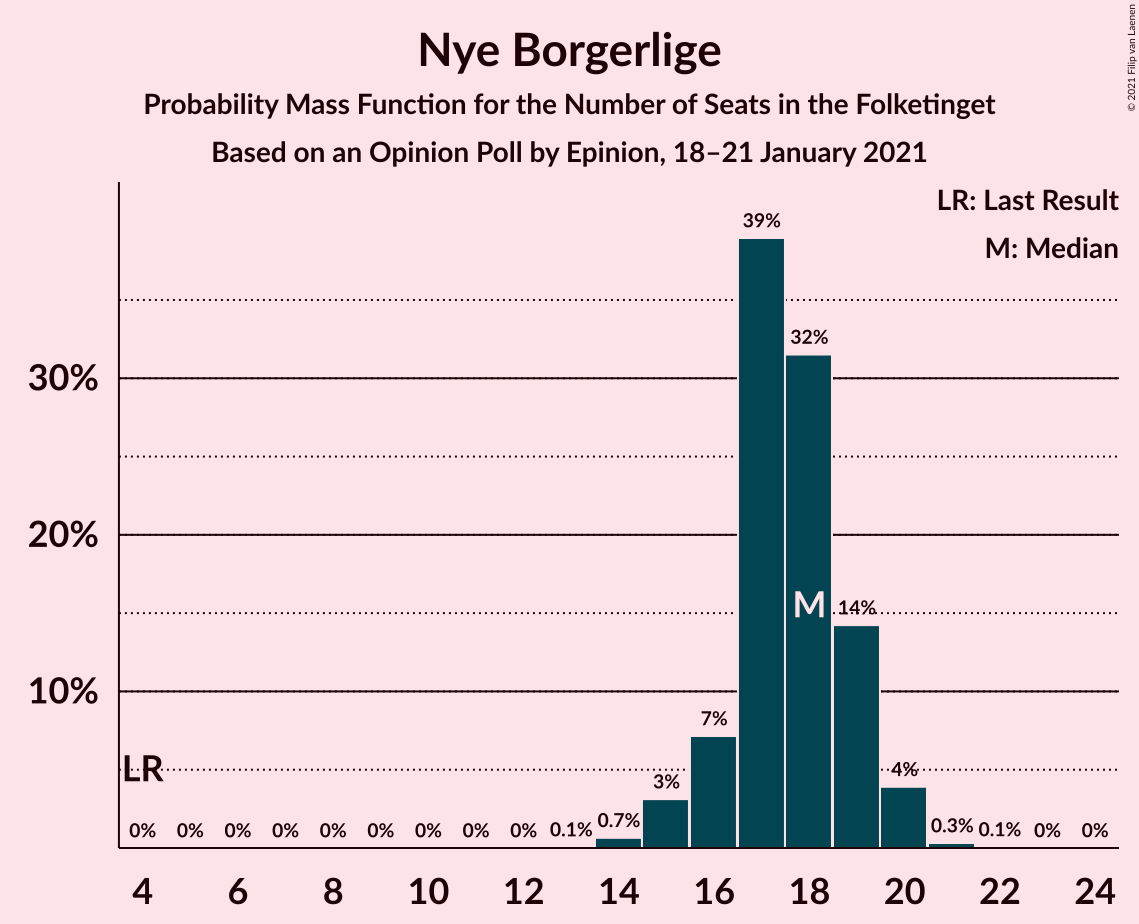 Nye Borgerlige
Probability Mass Function for the Number of Seats in the Folketinget
Based on an Opinion Poll by Epinion, 18–21 January 2021
© 2021 Filip van Laenen
LR: Last Result
M: Median
39%
32%
30%
20%
M
14%
10%
7%
LR
3%
4%
0%
0%
0%
0%
0%
0%
0%
0%
0%
0.1%
0.7%
0.3%
0.1%
0%
0%
4 6 8 10 12 14 16 18 20 22 24